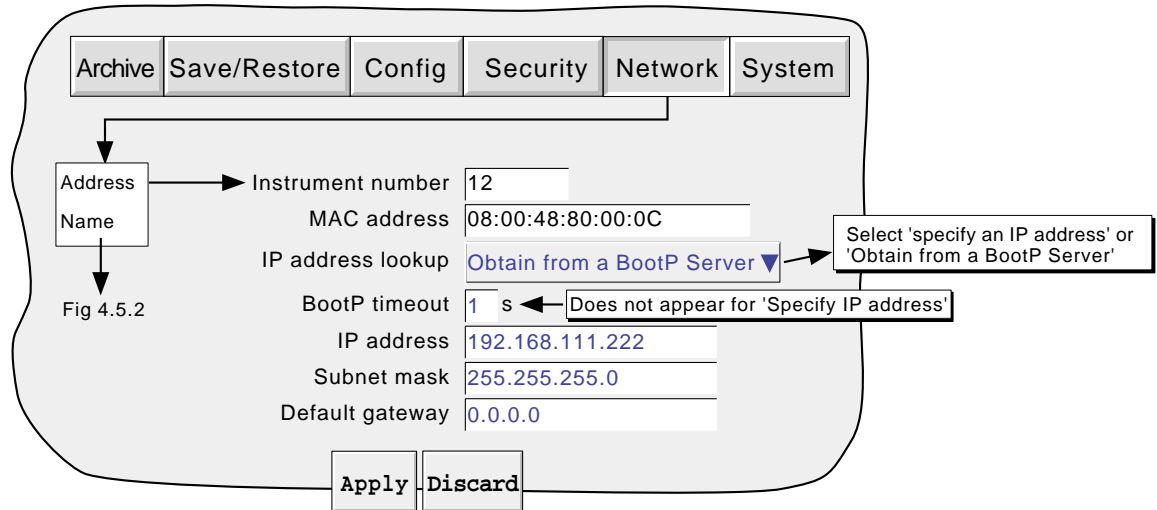 Archive Save/Restore Config Security Network System
Address
Name
Fig 4.5.2
Instrument number 12
MAC address 08:00:48:80:00:0C
IP address lookup Obtain from a BootP Server ▼
Select 'specify an IP address' or
'Obtain from a BootP Server'
BootP timeout 1 s
Does not appear for 'Specify IP address'
IP address 192.168.111.222
Subnet mask 255.255.255.0
Default gateway 0.0.0.0
Apply Discard